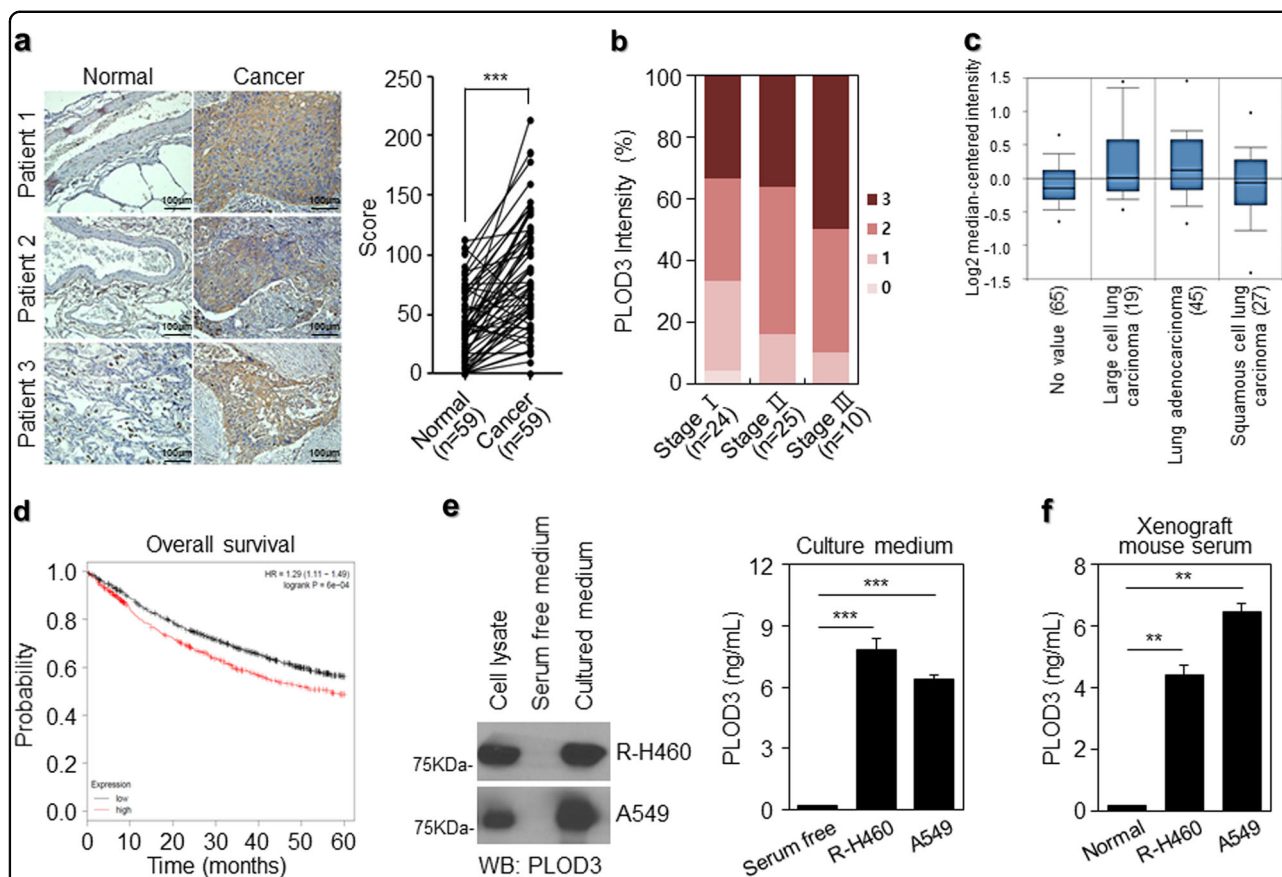 a
Normal
Cancer
Patient 1
Patient 2
Patient 3
100μm
100μm
100μm
100μm
100μm
100μm
***
Score
250
200
150
100
50
0
Normal
(n=59)
Cancer
(n=59)
b
PLOD3 Intensity (%)
100
80
60
40
20
0
3
2
1
0
Stage Ⅰ
(n=24)
Stage Ⅱ
(n=25)
Stage Ⅲ
(n=10)
c
Log2 median-centered intensity
1.5
1.0
0.5
0.0
-0.5
-1.0
-1.5
No value (65)
Large cell lung
carcinoma (19)
Lung adenocarcinoma
(45)
Squamous cell lung
carcinoma (27)
d
Overall survival
HR = 1.29 (1.11 − 1.49)
logrank P = 6e−04
Probability
1.0
0.8
0.6
0.4
0.2
0.0
Expression
low
high
0 10 20 30 40 50 60
Time (months)
e
Cell lysate
Serum free medium
Cultured medium
75KDa-
R-H460
75KDa-
A549
WB: PLOD3
Culture medium
PLOD3 (ng/mL)
12
9
6
3
0
***
***
Serum free
R-H460
A549
f
Xenograft
mouse serum
PLOD3 (ng/mL)
8
6
4
2
0
**
**
Normal
R-H460
A549